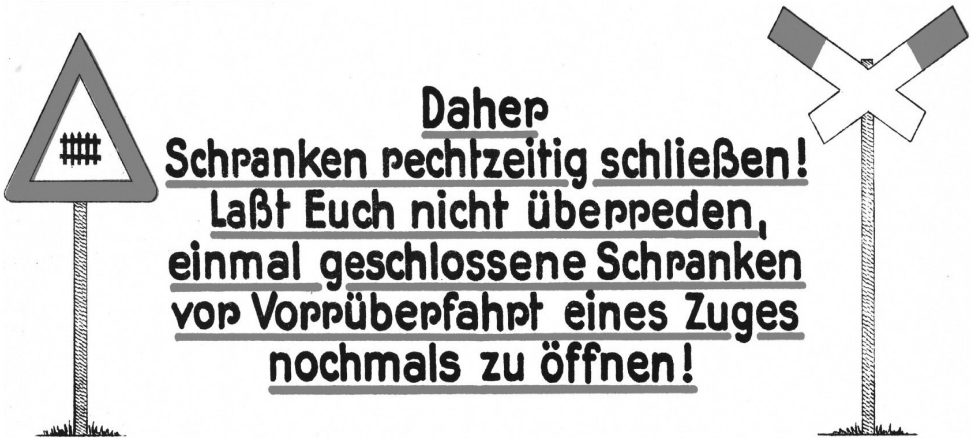 Daher
Schranken rechtzeitig schließen!
Laßt Euch nicht überreden,
einmal geschlossene Schranken
vor Vorrüberfahrt eines Zuges
nochmals zu öffnen!